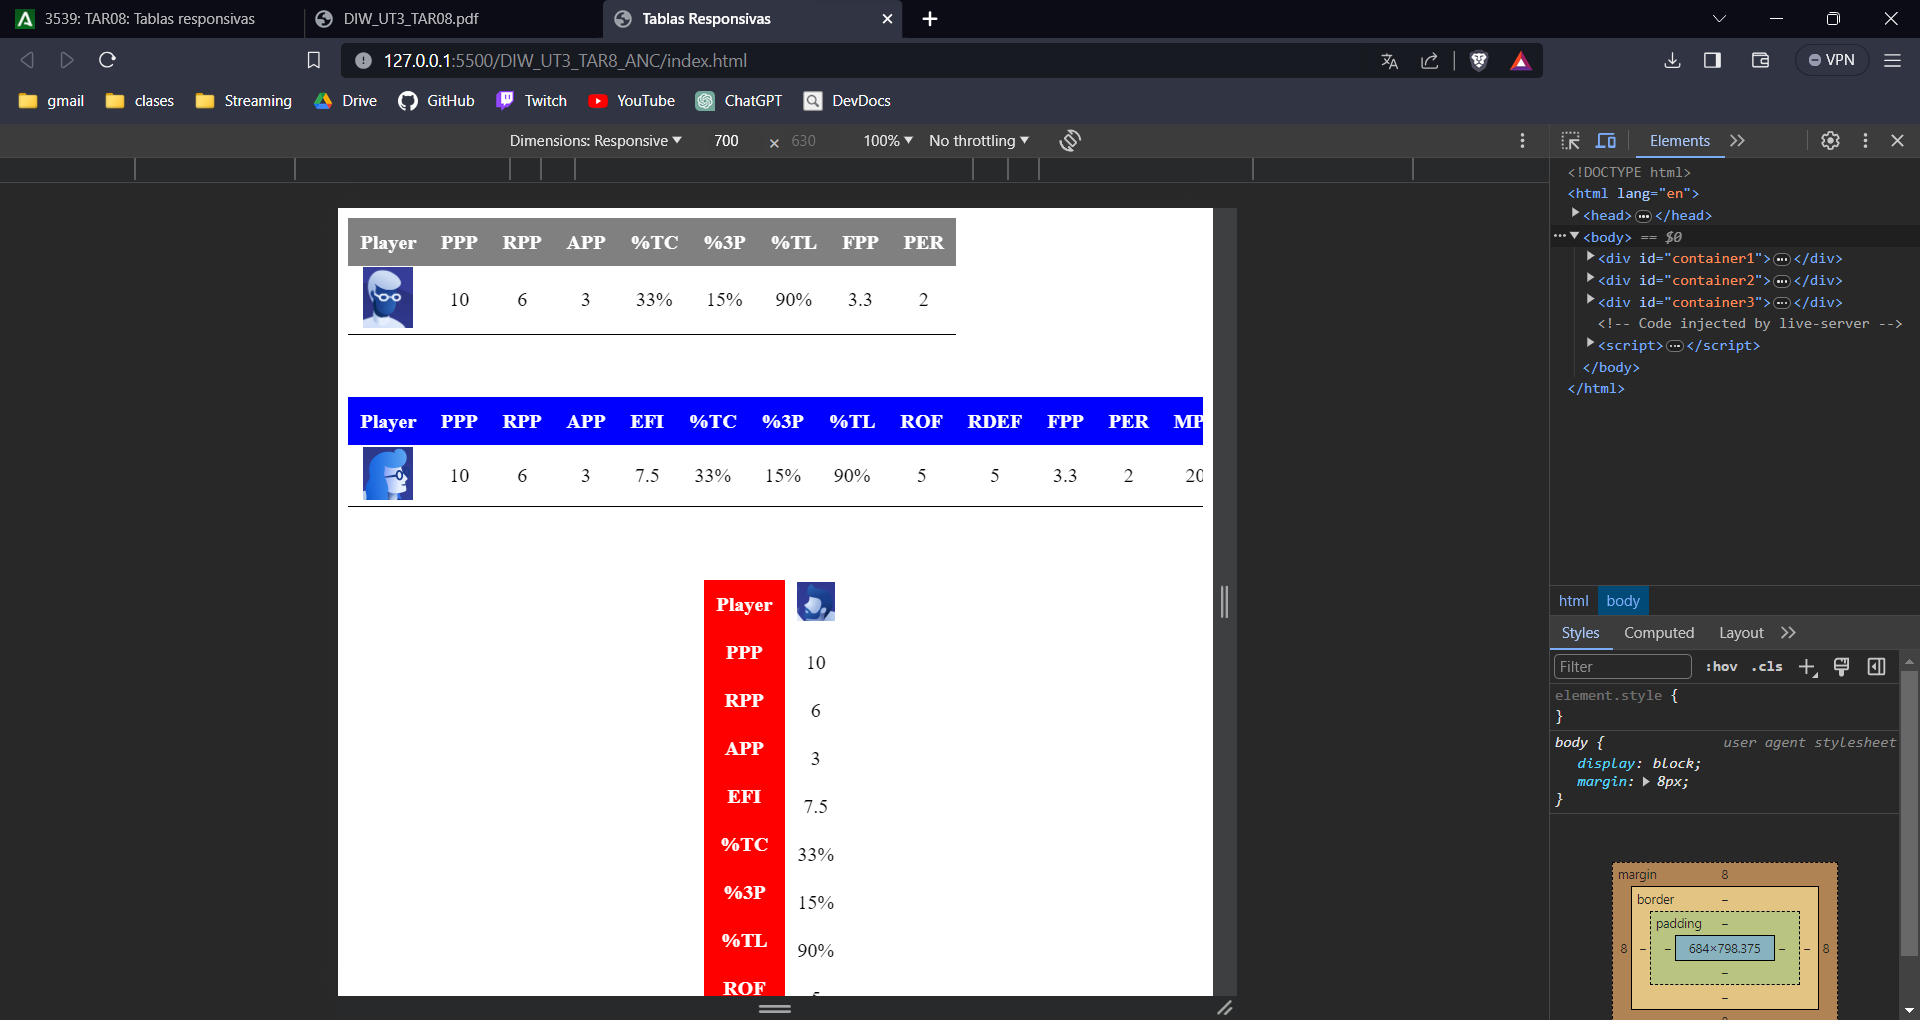 3539: TAR08: Tablas responsivas
DIW_UT3_TAR08.pdf
Tablas Responsivas
127.0.0.1:5500/DIW_UT3_TAR8_ANC/index.html
VPN
gmail
clases
Streaming
Drive
GitHub
Twitch
YouTube
ChatGPT
DevDocs
Dimensions: Responsive 700 × 630 100% No throttling
Player PPP RPP APP %TC %3P %TL FPP PER
10 6 3 33% 15% 90% 3.3 2
Player PPP RPP APP EFI %TC %3P %TL ROF RDEF FPP PER MP
10 6 3 7.5 33% 15% 90% 5 5 3.3 2 20
Player
PPP 10
RPP 6
APP 3
EFI 7.5
%TC 33%
%3P 15%
%TL 90%
ROF 5
Elements
<!DOCTYPE html>
<html lang="en">
<head> … </head>
<body> == $0
<div id="container1"> … </div>
<div id="container2"> … </div>
<div id="container3"> … </div>
<!-- Code injected by live-server -->
<script> … </script>
</body>
</html>
html body
Styles Computed Layout
Filter :hov .cls
element.style {
}
body { user agent stylesheet
display: block;
margin: 8px;
}
margin 8
border –
padding –
8 – – 684×798.375 – – 8
–
–